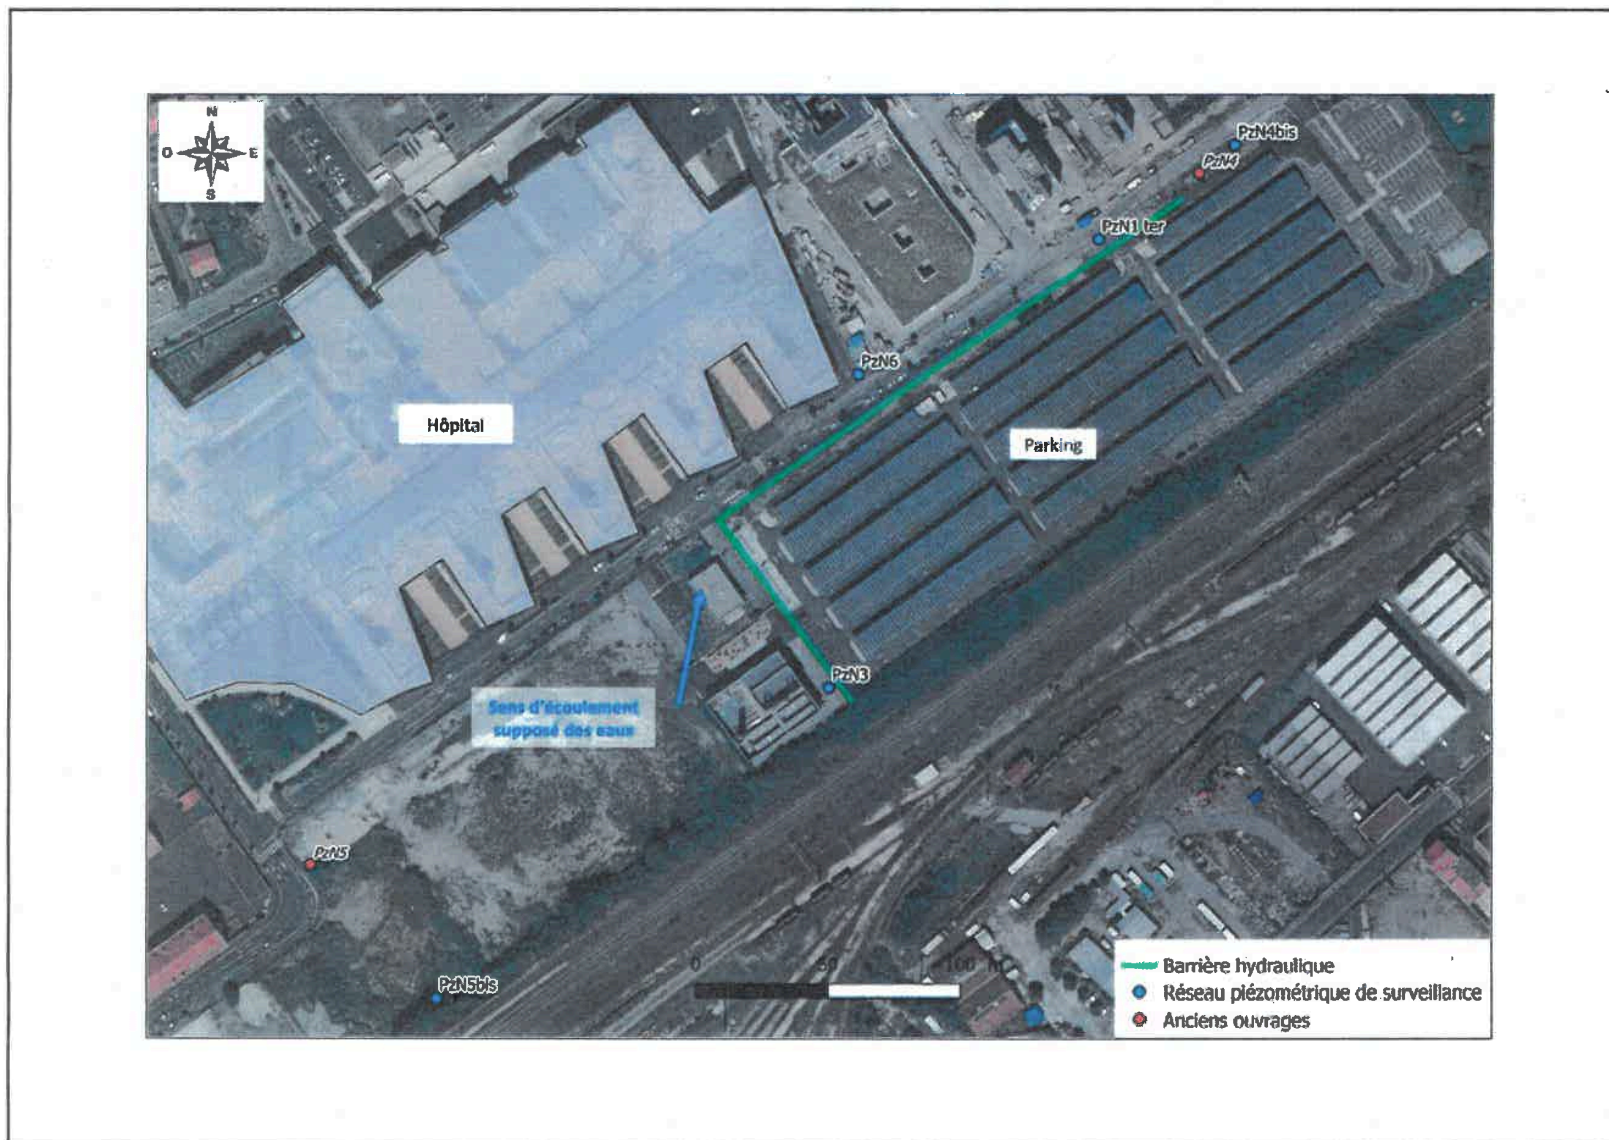 N
O
E
S
PzN4bis
PzN4
PzN1 ter
PzN6
Hôpital
Parking
PzN3
Sens d'écoulement
supposé des eaux
PzN5
PzN5bis
0 50 100 m
Barrière hydraulique
Réseau piézométrique de surveillance
Anciens ouvrages